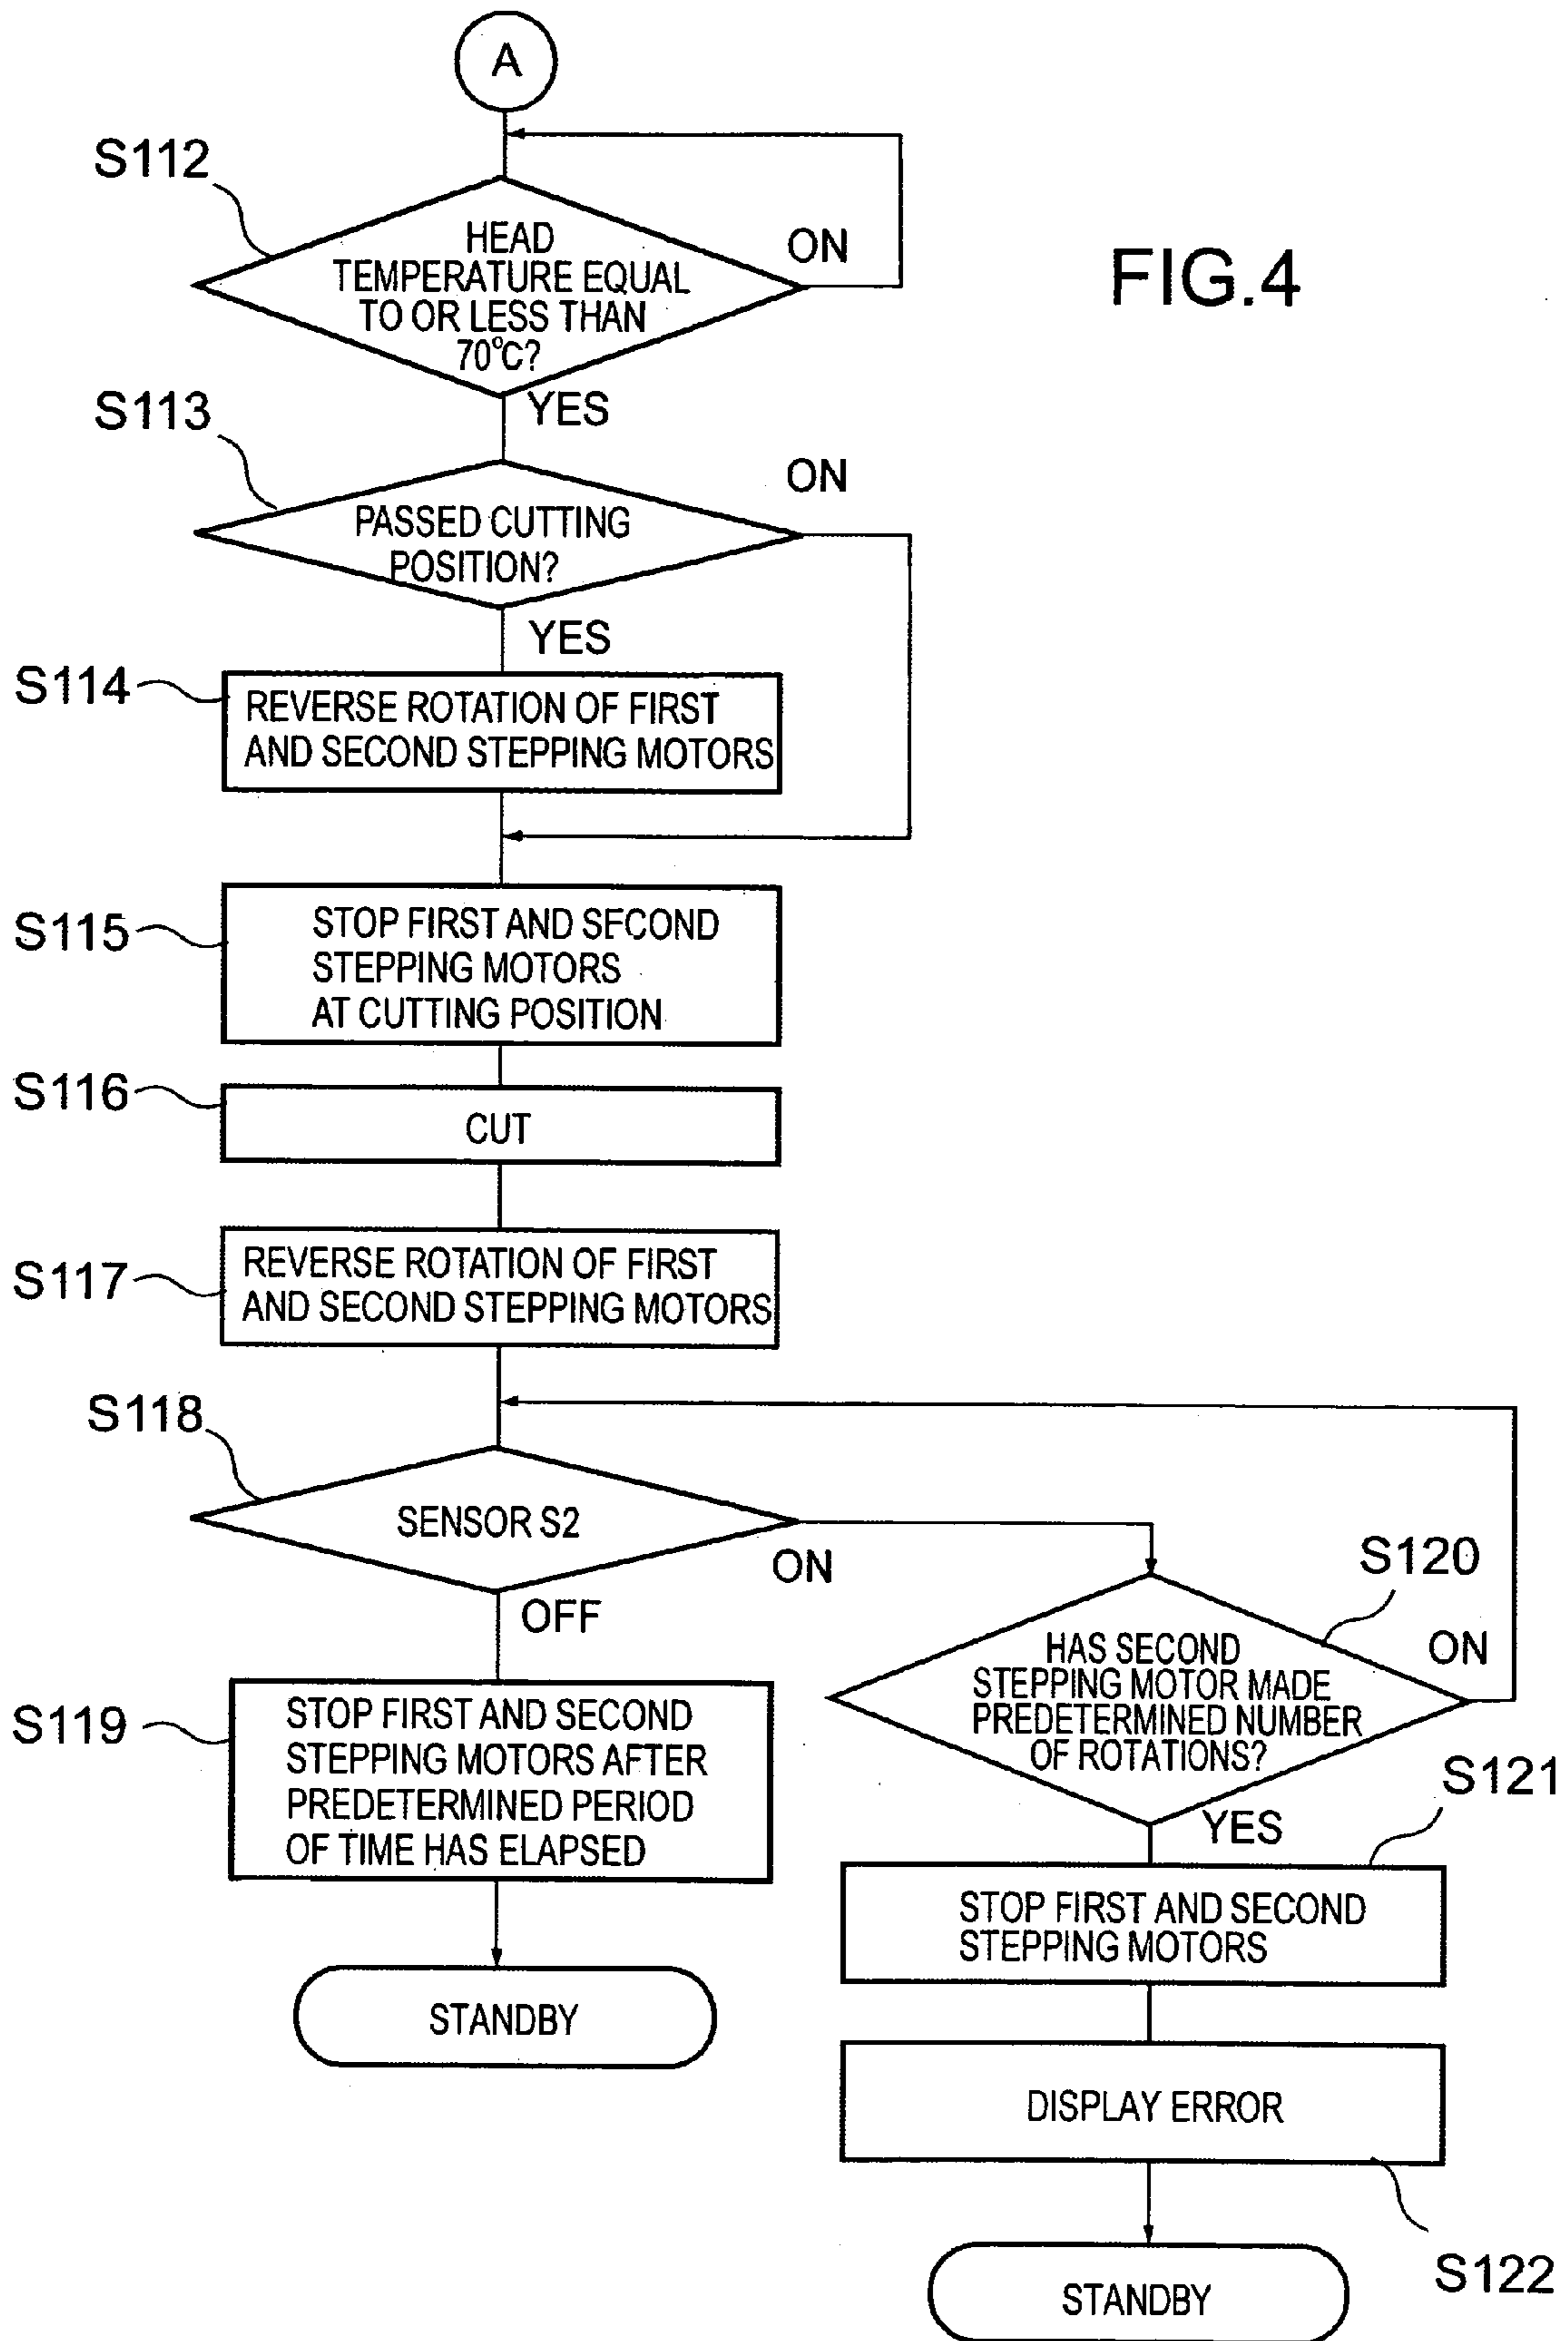 A
S112
HEAD
TEMPERATURE EQUAL
TO OR LESS THAN
70°C?
ON
FIG.4
YES
S113
PASSED CUTTING
POSITION?
ON
YES
S114
REVERSE ROTATION OF FIRST
AND SECOND STEPPING MOTORS
S115
STOP FIRST AND SECOND
STEPPING MOTORS
AT CUTTING POSITION
S116
CUT
S117
REVERSE ROTATION OF FIRST
AND SECOND STEPPING MOTORS
S118
SENSOR S2
ON
OFF
S119
STOP FIRST AND SECOND
STEPPING MOTORS AFTER
PREDETERMINED PERIOD
OF TIME HAS ELAPSED
STANDBY
S120
HAS SECOND
STEPPING MOTOR MADE
PREDETERMINED NUMBER
OF ROTATIONS?
ON
YES
S121
STOP FIRST AND SECOND
STEPPING MOTORS
DISPLAY ERROR
S122
STANDBY